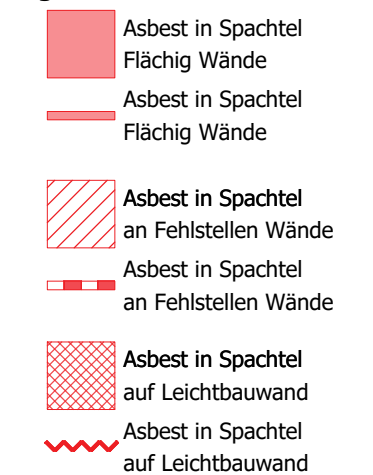 Asbest in Spachtel
Flächig Wände
Asbest in Spachtel
Flächig Wände
Asbest in Spachtel
an Fehlstellen Wände
Asbest in Spachtel
an Fehlstellen Wände
Asbest in Spachtel
auf Leichtbauwand
Asbest in Spachtel
auf Leichtbauwand